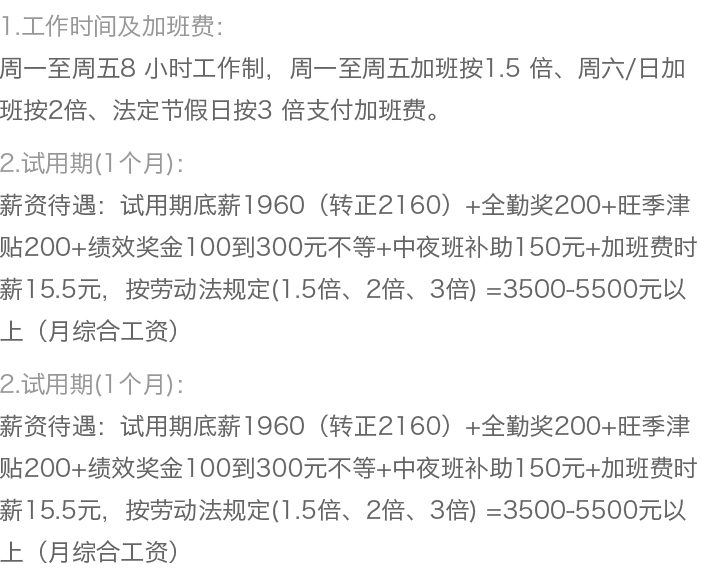 1.工作时间及加班费：
周一至周五8 小时工作制，周一至周五加班按1.5 倍、周六/日加
班按2倍、法定节假日按3 倍支付加班费。
2.试用期(1个月)：
薪资待遇：试用期底薪1960（转正2160）+全勤奖200+旺季津
贴200+绩效奖金100到300元不等+中夜班补助150元+加班费时
薪15.5元，按劳动法规定(1.5倍、2倍、3倍) =3500-5500元以
上（月综合工资）
2.试用期(1个月)：
薪资待遇：试用期底薪1960（转正2160）+全勤奖200+旺季津
贴200+绩效奖金100到300元不等+中夜班补助150元+加班费时
薪15.5元，按劳动法规定(1.5倍、2倍、3倍) =3500-5500元以
上（月综合工资）